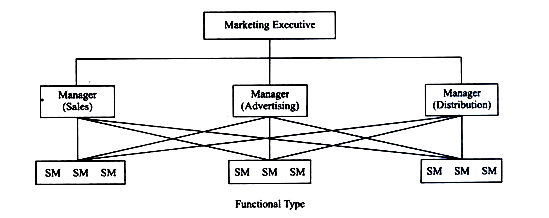 Marketing Executive
Manager
(Sales)
Manager
(Advertising)
Manager
(Distribution)
SM SM SM
SM SM SM
SM SM SM
Functional Type